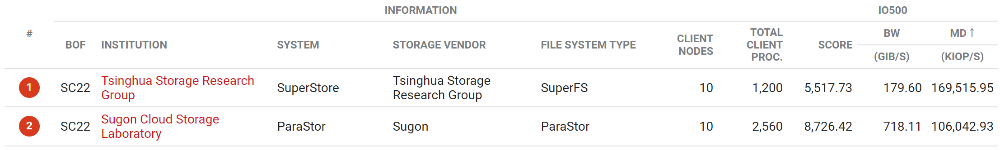 INFORMATION IO500
# BOF INSTITUTION SYSTEM STORAGE VENDOR FILE SYSTEM TYPE CLIENT NODES TOTAL CLIENT PROC. SCORE BW (GIB/S) MD ↑ (KIOP/S)
1 SC22 Tsinghua Storage Research Group SuperStore Tsinghua Storage Research Group SuperFS 10 1,200 5,517.73 179.60 169,515.95
2 SC22 Sugon Cloud Storage Laboratory ParaStor Sugon ParaStor 10 2,560 8,726.42 718.11 106,042.93